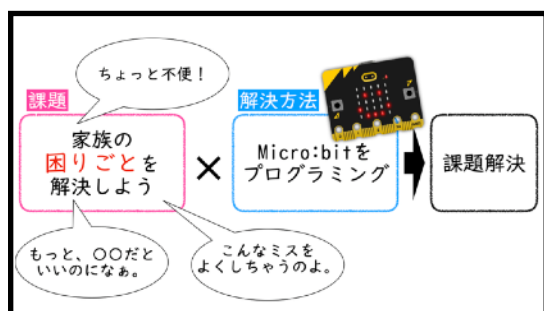 ちょっと不便！
課題
家族の
困りごとを
解決しよう
×
解決方法
Micro:bitを
プログラミング
課題解決
もっと、〇〇だと
いいのになぁ。
こんなミスを
よくしちゃうのよ。